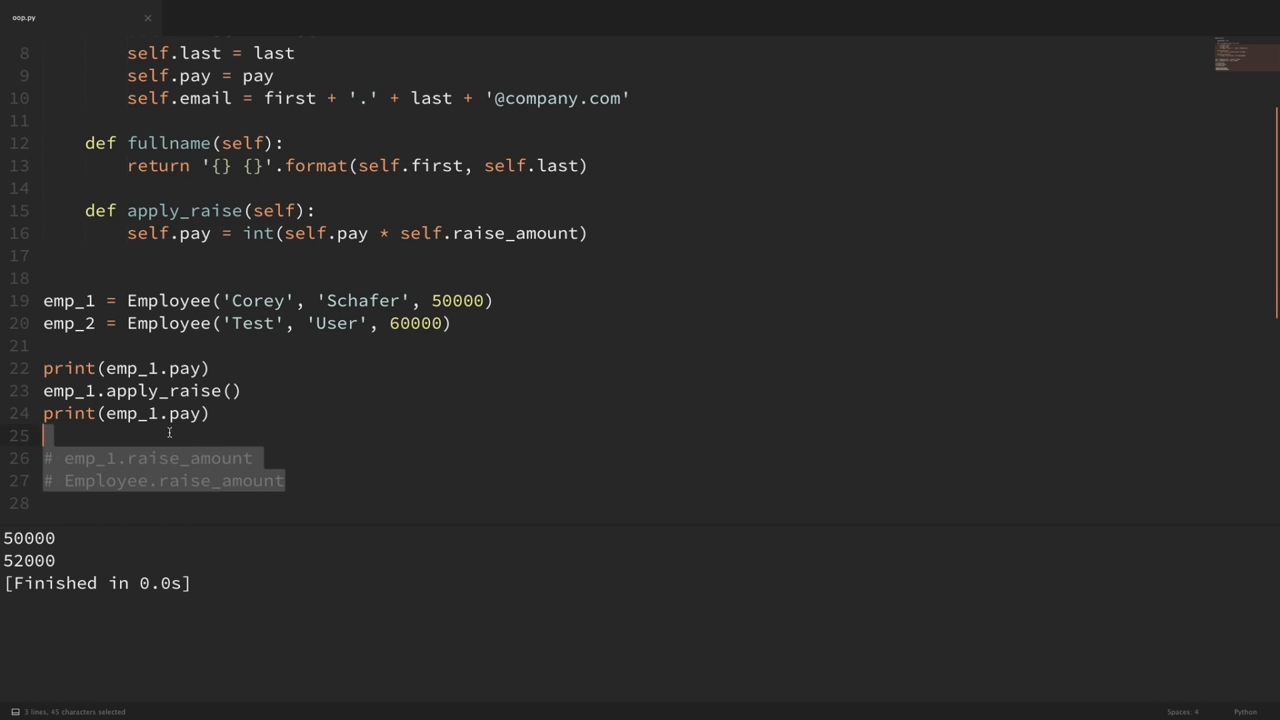 oop.py ×
8 self.last = last
9 self.pay = pay
10 self.email = first + '.' + last + '@company.com'
11
12 def fullname(self):
13 return '{} {}'.format(self.first, self.last)
14
15 def apply_raise(self):
16 self.pay = int(self.pay * self.raise_amount)
17
18
19 emp_1 = Employee('Corey', 'Schafer', 50000)
20 emp_2 = Employee('Test', 'User', 60000)
21
22 print(emp_1.pay)
23 emp_1.apply_raise()
24 print(emp_1.pay)
25
26 # emp_1.raise_amount
27 # Employee.raise_amount
28
50000
52000
[Finished in 0.0s]
3 lines, 45 characters selected Spaces: 4 Python